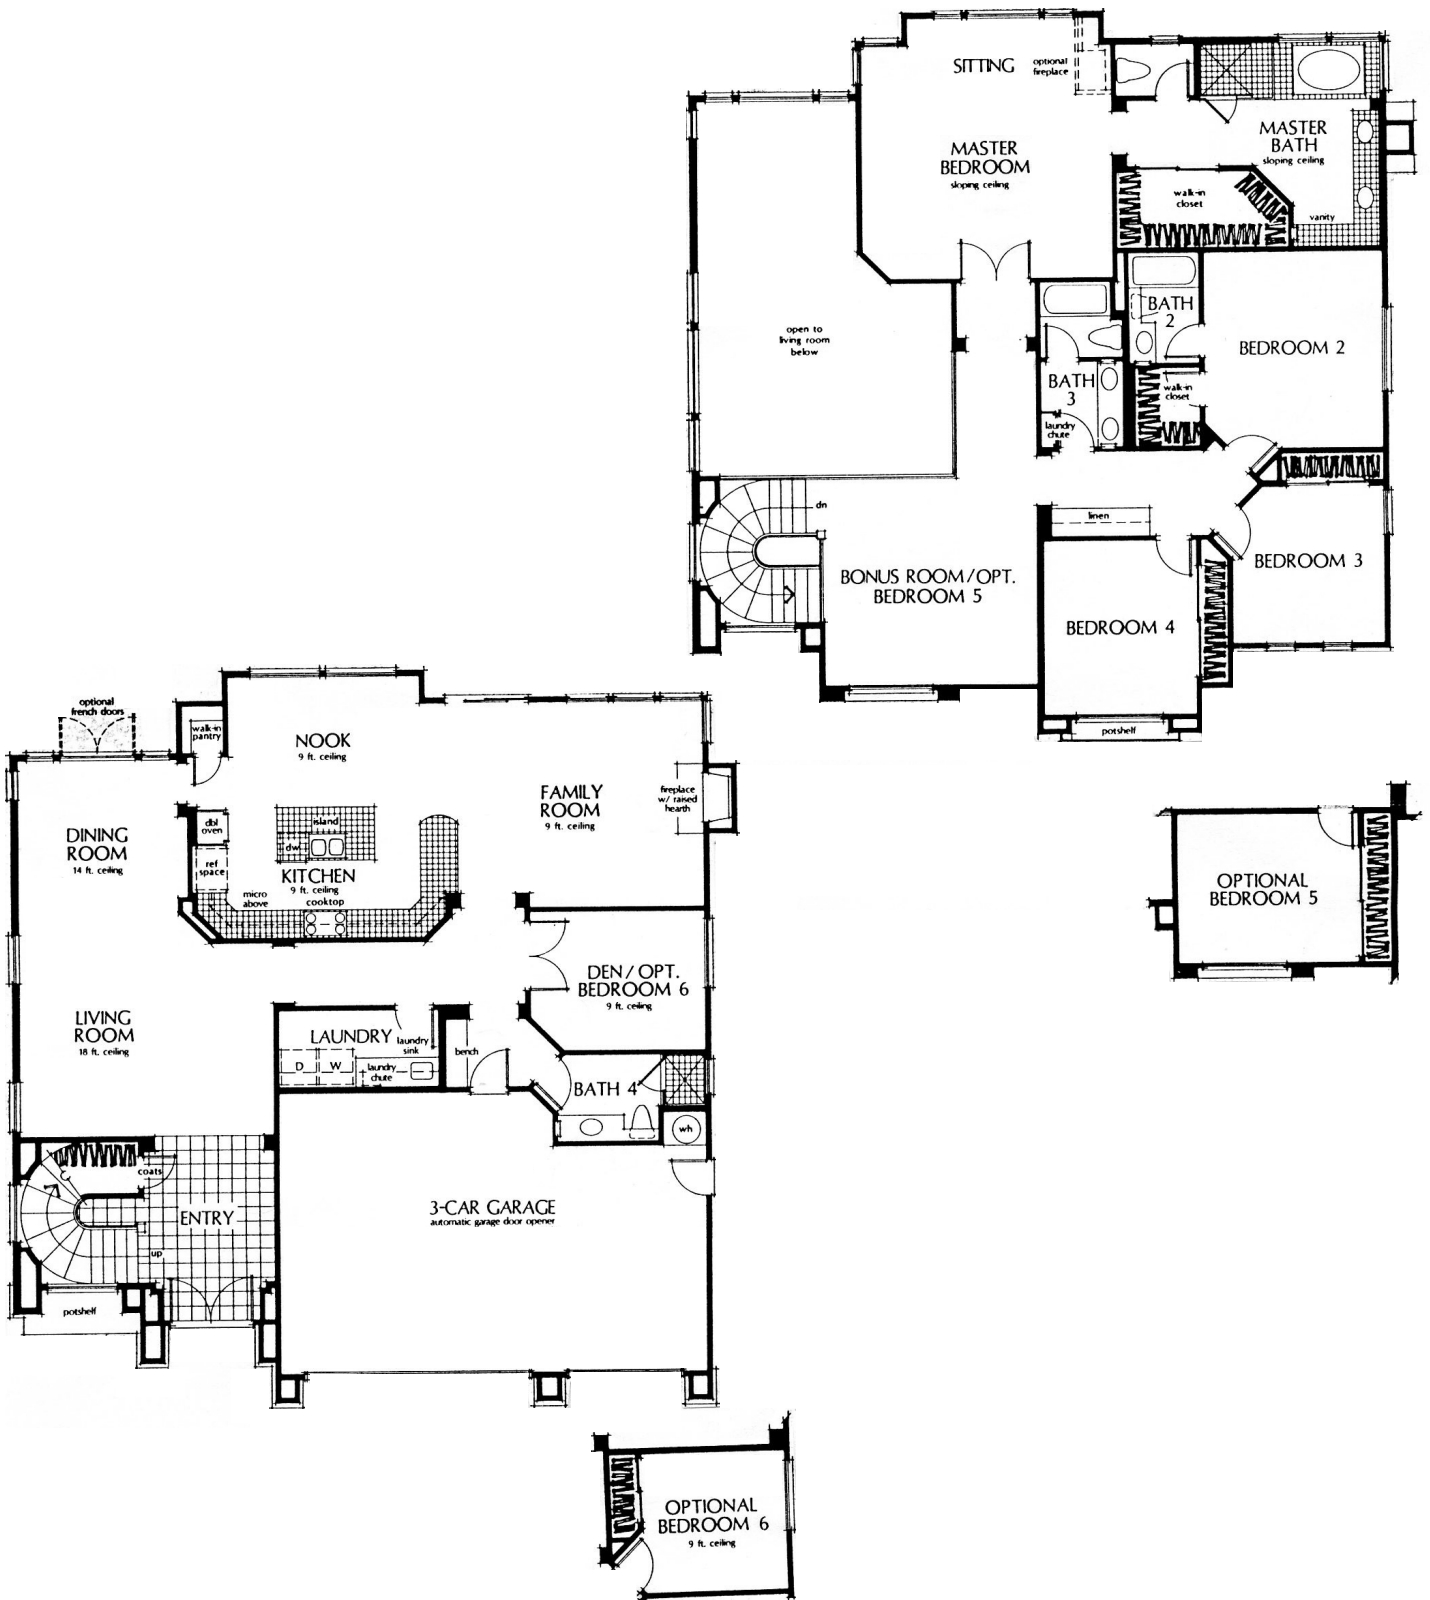 SITTING
optional
fireplace
MASTER
BEDROOM
sloping ceiling
MASTER
BATH
sloping ceiling
walk-in
closet
vanity
open to
living room
below
BATH
2
BEDROOM 2
BATH
3
walk-in
closet
laundry
chute
dn
linen
BONUS ROOM/OPT.
BEDROOM 5
BEDROOM 3
BEDROOM 4
potshelf
optional
french doors
walk-in
pantry
NOOK
9 ft. ceiling
FAMILY
ROOM
9 ft. ceiling
fireplace
w/ raised
hearth
DINING
ROOM
14 ft. ceiling
dbl
oven
island
dw
ref
space
KITCHEN
9 ft. ceiling
micro
above
cooktop
DEN/OPT.
BEDROOM 6
9 ft. ceiling
LIVING
ROOM
18 ft. ceiling
LAUNDRY
laundry
sink
bench
D
W
laundry
chute
BATH 4
wh
coats
ENTRY
up
potshelf
3-CAR GARAGE
automatic garage door opener
OPTIONAL
BEDROOM 5
OPTIONAL
BEDROOM 6
9 ft. ceiling